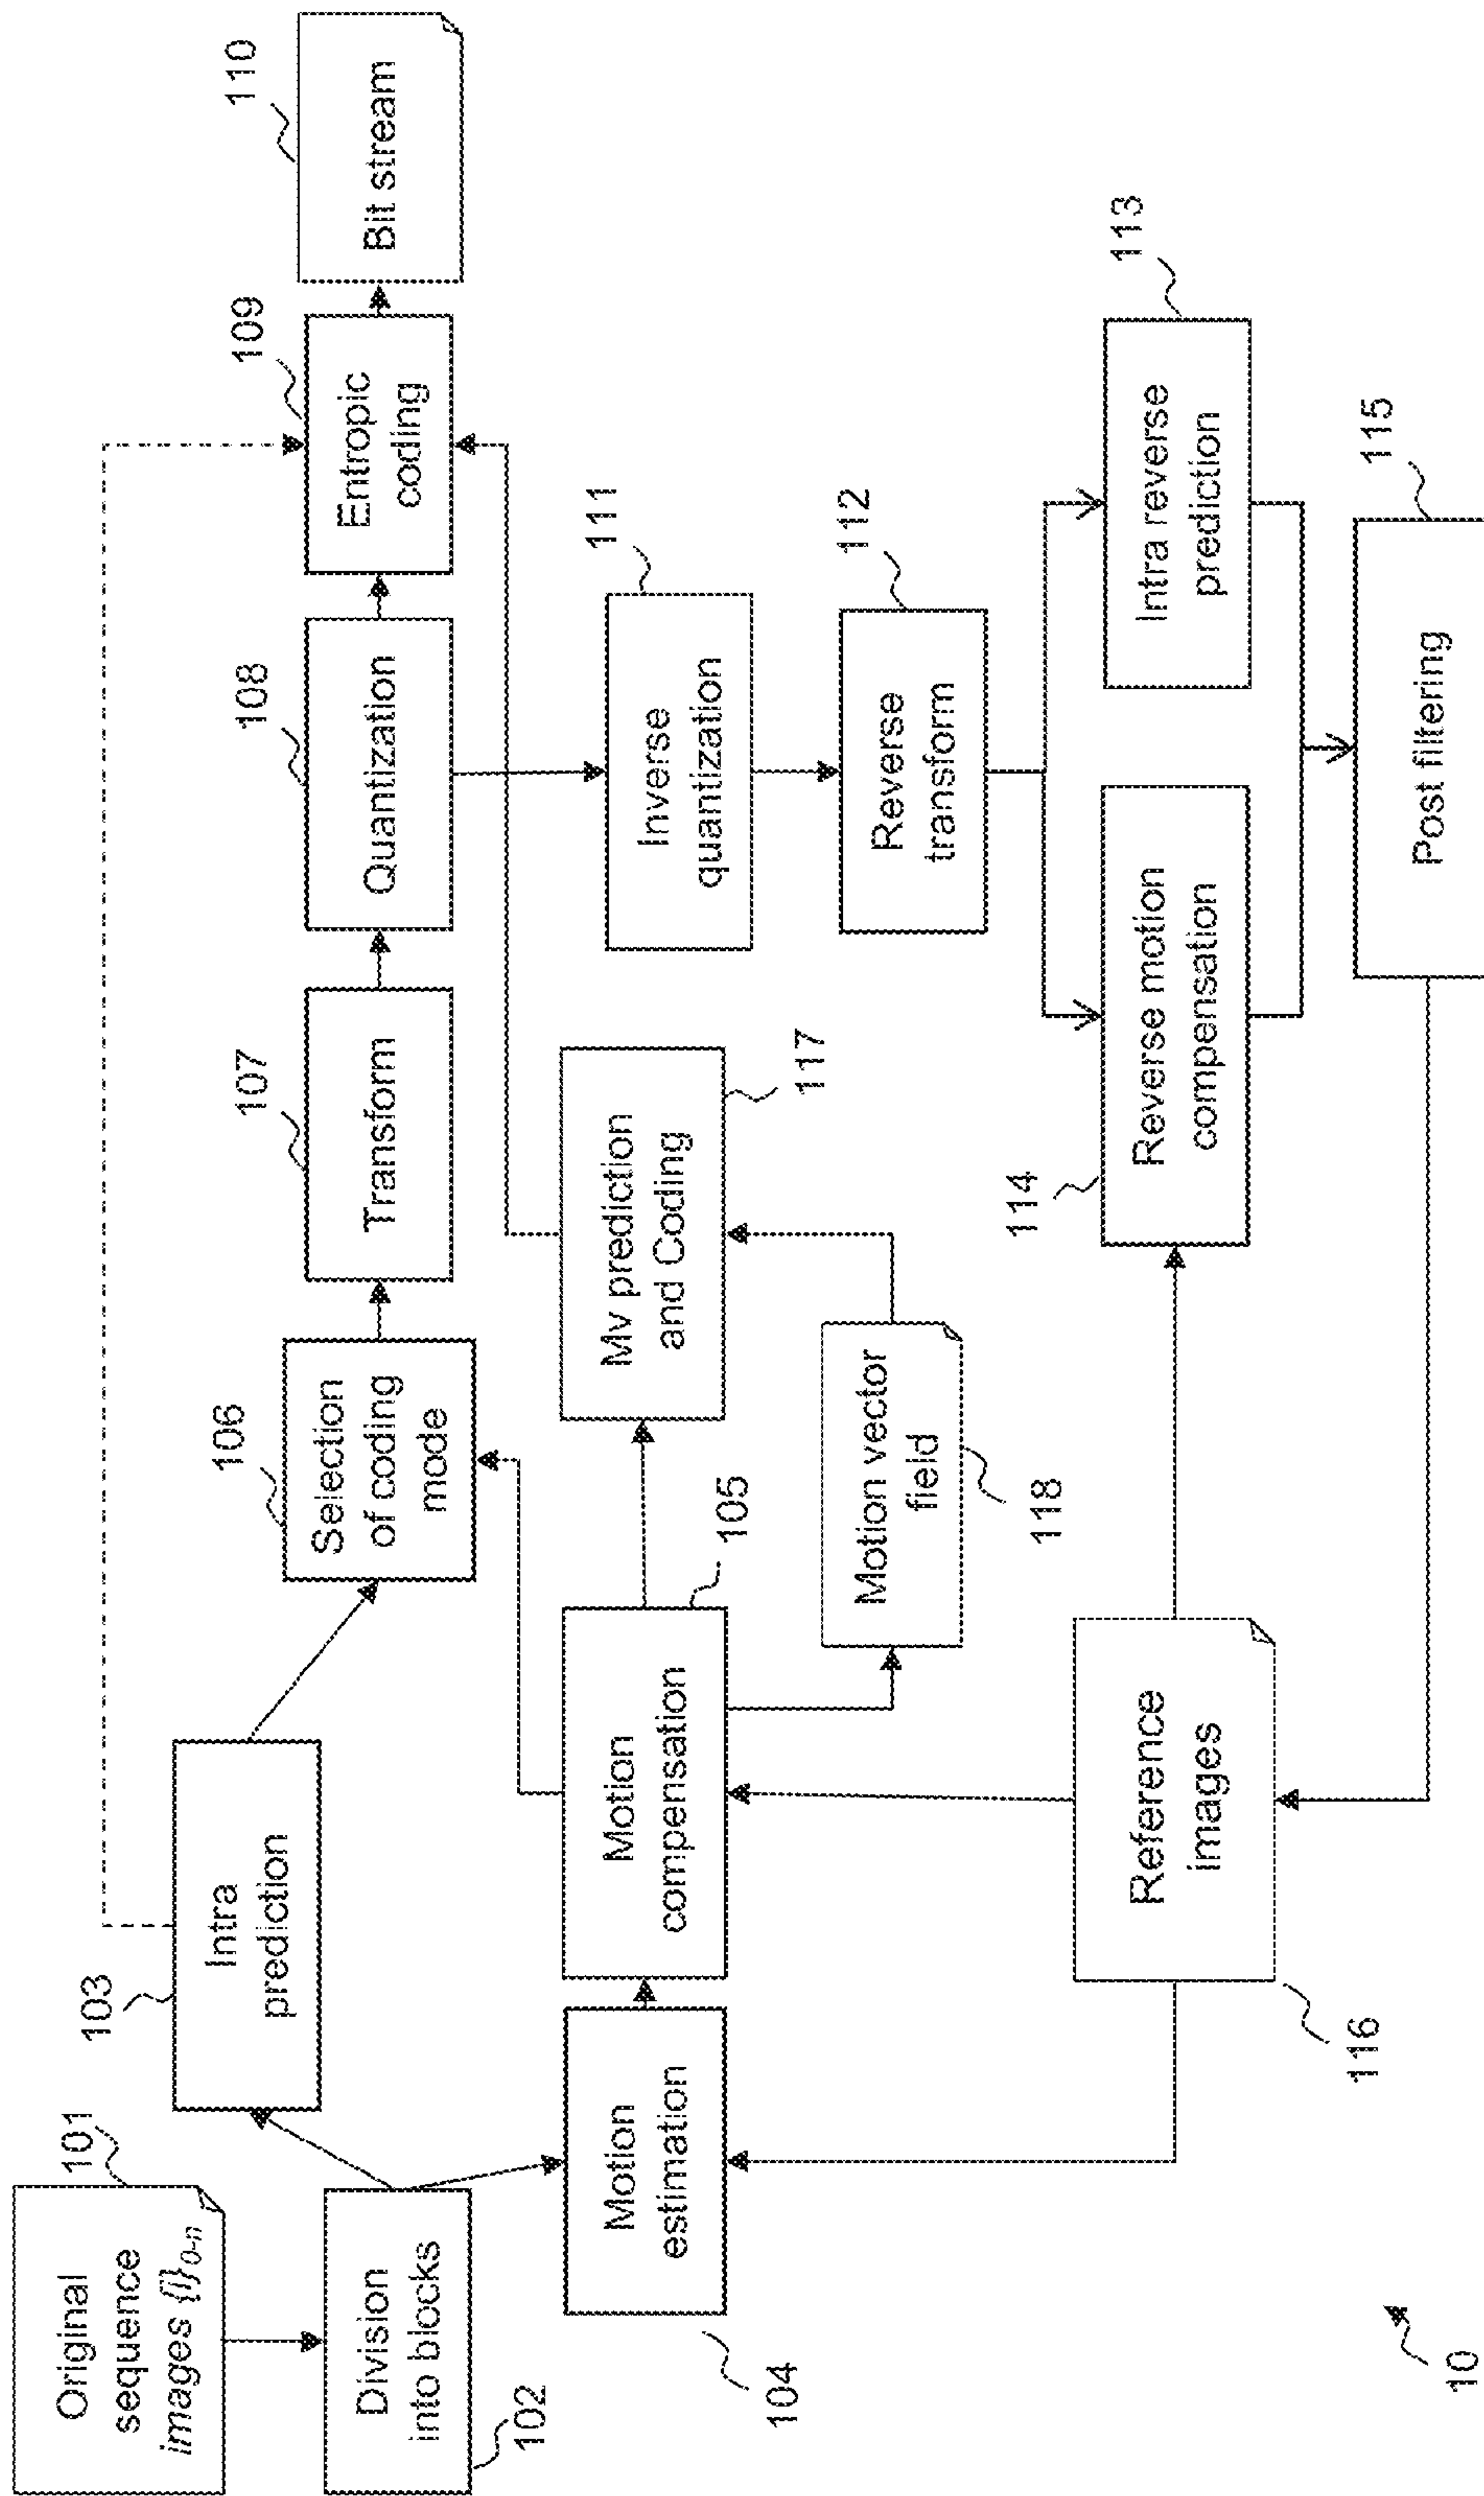 101
Original
sequence
images {i}0-n
Division
into blocks
102
103
Intra
prediction
Motion
estimation
104
Motion
compensation
105
106
Selection
of coding
mode
107
Transform
108
Quantization
109
Entropic
coding
110
Bit stream
Mv prediction
and Coding
117
Motion vector
field
118
111
Inverse
quantization
112
Reverse
transform
113
Intra reverse
prediction
114
Reverse motion
compensation
115
Post filtering
Reference
images
116
10